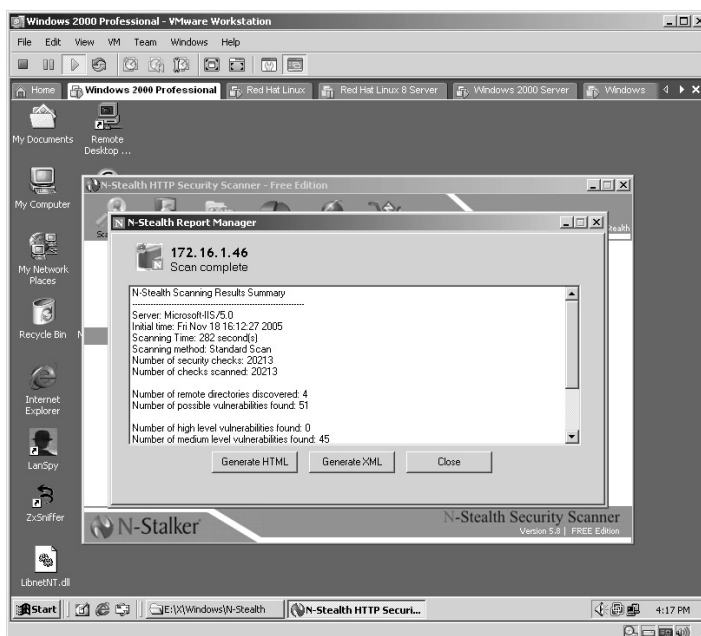 Windows 2000 Professional - VMware Workstation
File Edit View VM Team Windows Help
Home Windows 2000 Professional Red Hat Linux Red Hat Linux 8 Server Windows 2000 Server Windows
My Documents
Remote Desktop ...
My Computer
My Network Places
Recycle Bin
Internet Explorer
LanSpy
ZxSniffer
LibnetNT.dll
N-Stealth HTTP Security Scanner - Free Edition
N-Stealth Report Manager
172.16.1.46
Scan complete
N-Stealth Scanning Results Summary
Server: Microsoft-IIS/5.0
Initial time: Fri Nov 18 16:12:27 2005
Scanning Time: 282 second(s)
Scanning method: Standard Scan
Number of security checks: 20213
Number of checks scanned: 20213
Number of remote directories discovered: 4
Number of possible vulnerabilities found: 51
Number of high level vulnerabilities found: 0
Number of medium level vulnerabilities found: 45
Generate HTML Generate XML Close
N-Stalker
N-Stealth Security Scanner
Version 5.8 | FREE Edition
Start E:\X\Windows\N-Stealth N-Stealth HTTP Securi... 4:17 PM